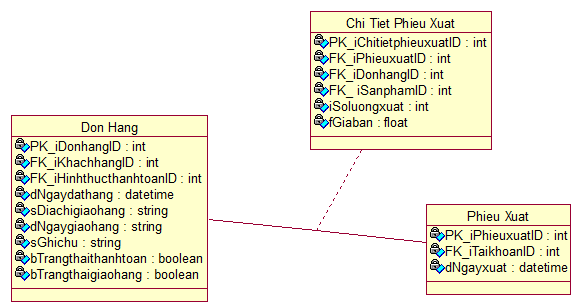 Chi Tiet Phieu Xuat
PK_iChitietphieuxuatID : int
FK_iPhieuxuatID : int
FK_iDonhangID : int
FK_ iSanphamID : int
iSoluongxuat : int
fGiaban : float
Don Hang
PK_iDonhangID : int
FK_iKhachhangID : int
FK_iHinhthucthanhtoanID : int
dNgaydathang : datetime
sDiachigiaohang : string
dNgaygiaohang : string
sGhichu : string
bTrangthaithanhtoan : boolean
bTrangthaigiaohang : boolean
Phieu Xuat
PK_iPhieuxuatID : int
FK_iTaikhoanID : int
dNgayxuat : datetime